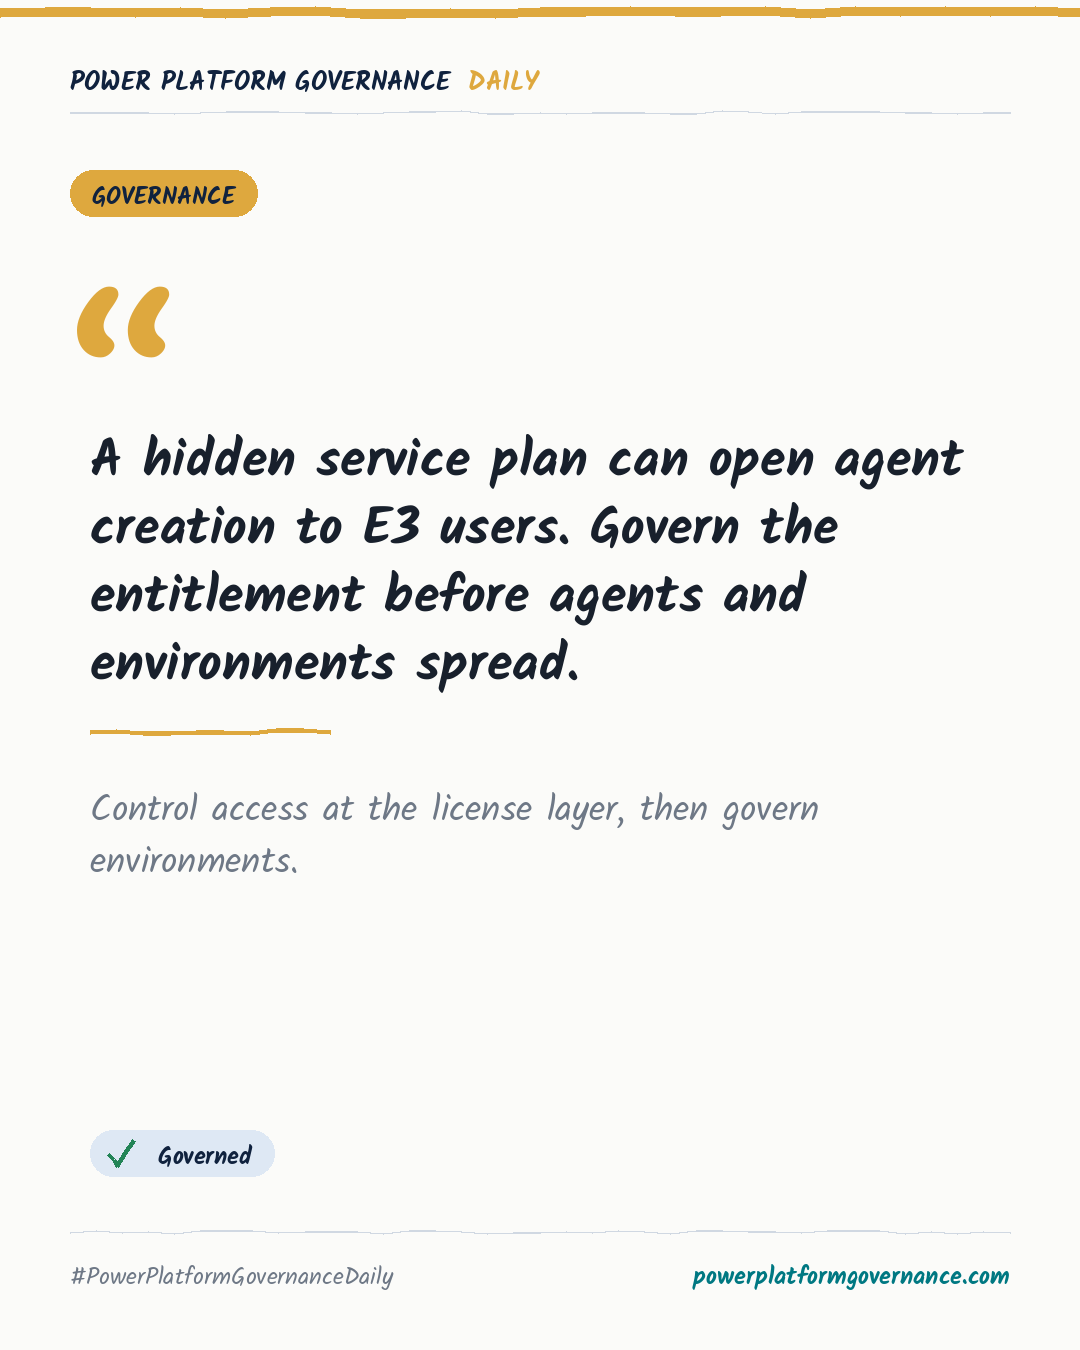 POWER PLATFORM GOVERNANCE DAILY
GOVERNANCE
“
A hidden service plan can open agent
creation to E3 users. Govern the
entitlement before agents and
environments spread.
Control access at the license layer, then govern
environments.
✓ Governed
#PowerPlatformGovernanceDaily
powerplatformgovernance.com